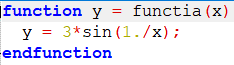 function y = functia(x)
  y = 3*sin(1./x);
endfunction